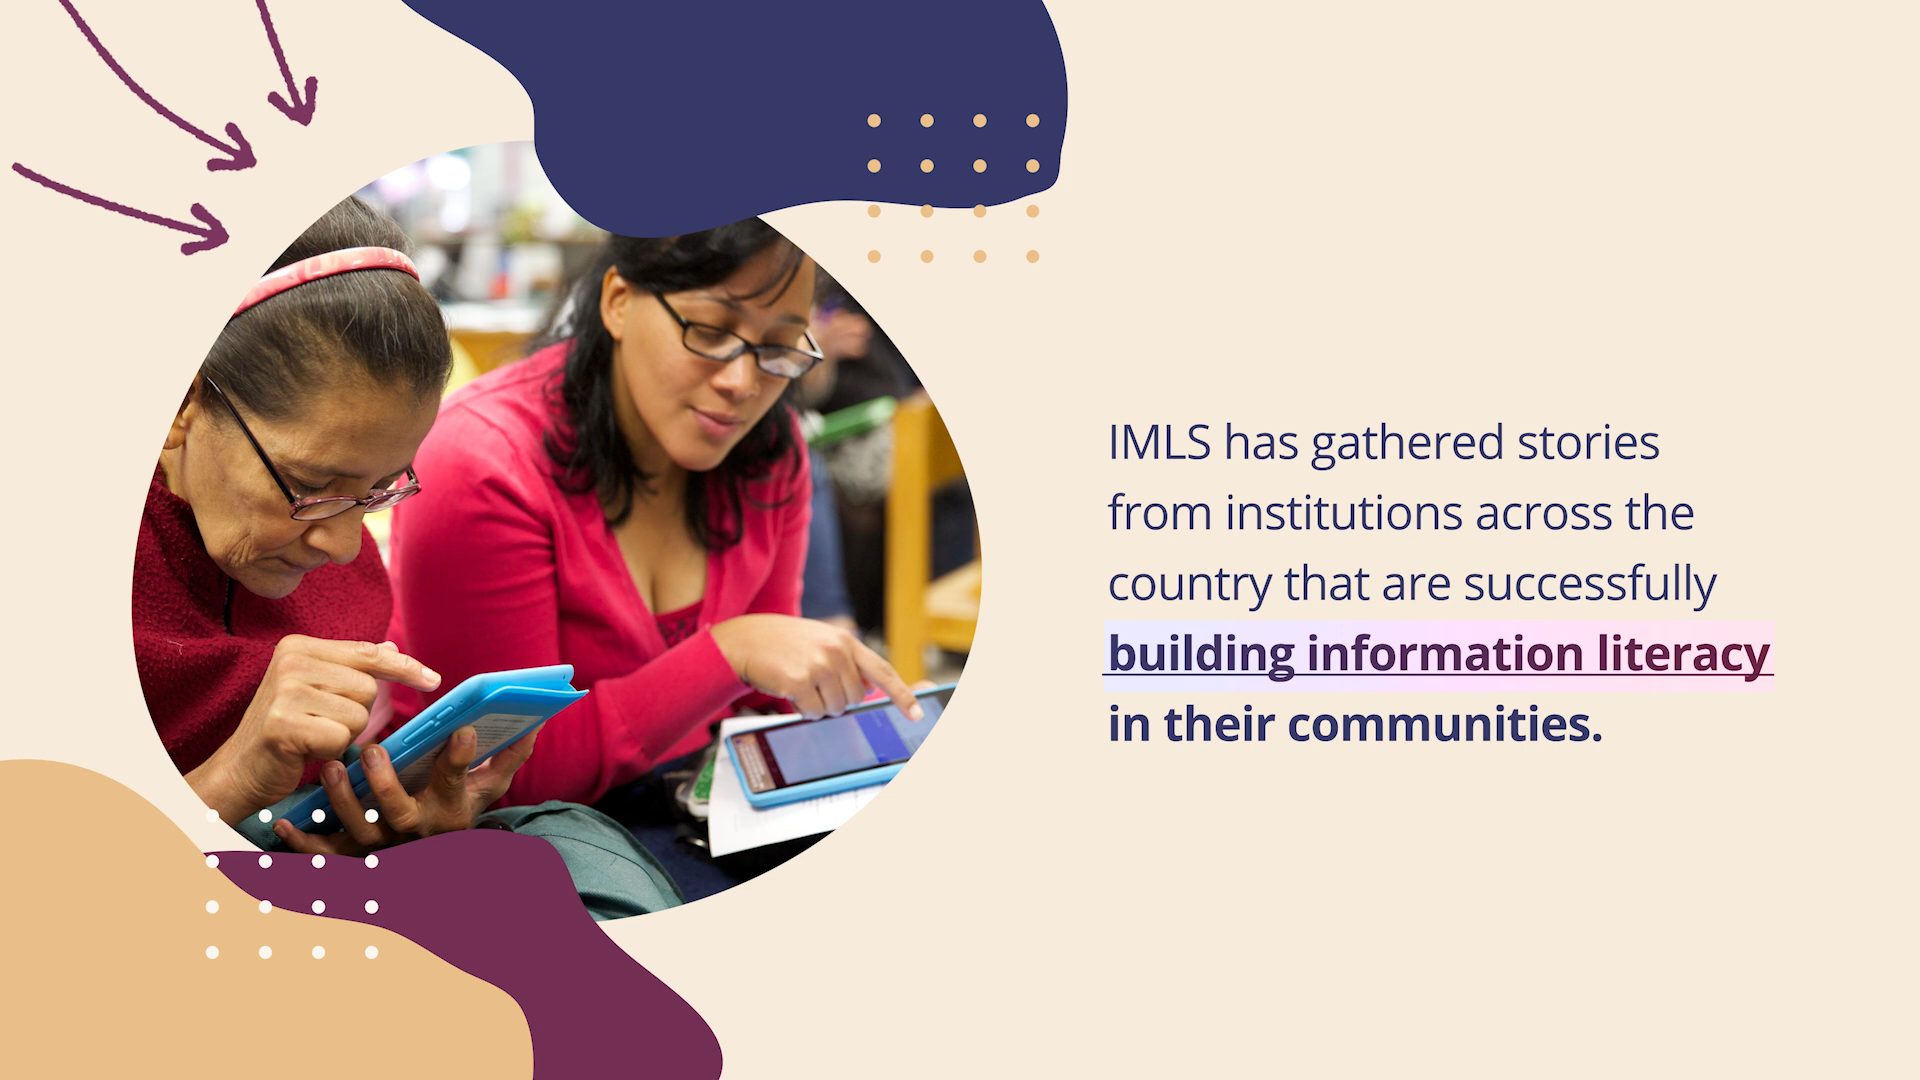 IMLS has gathered stories
from institutions across the
country that are successfully
building information literacy
in their communities.